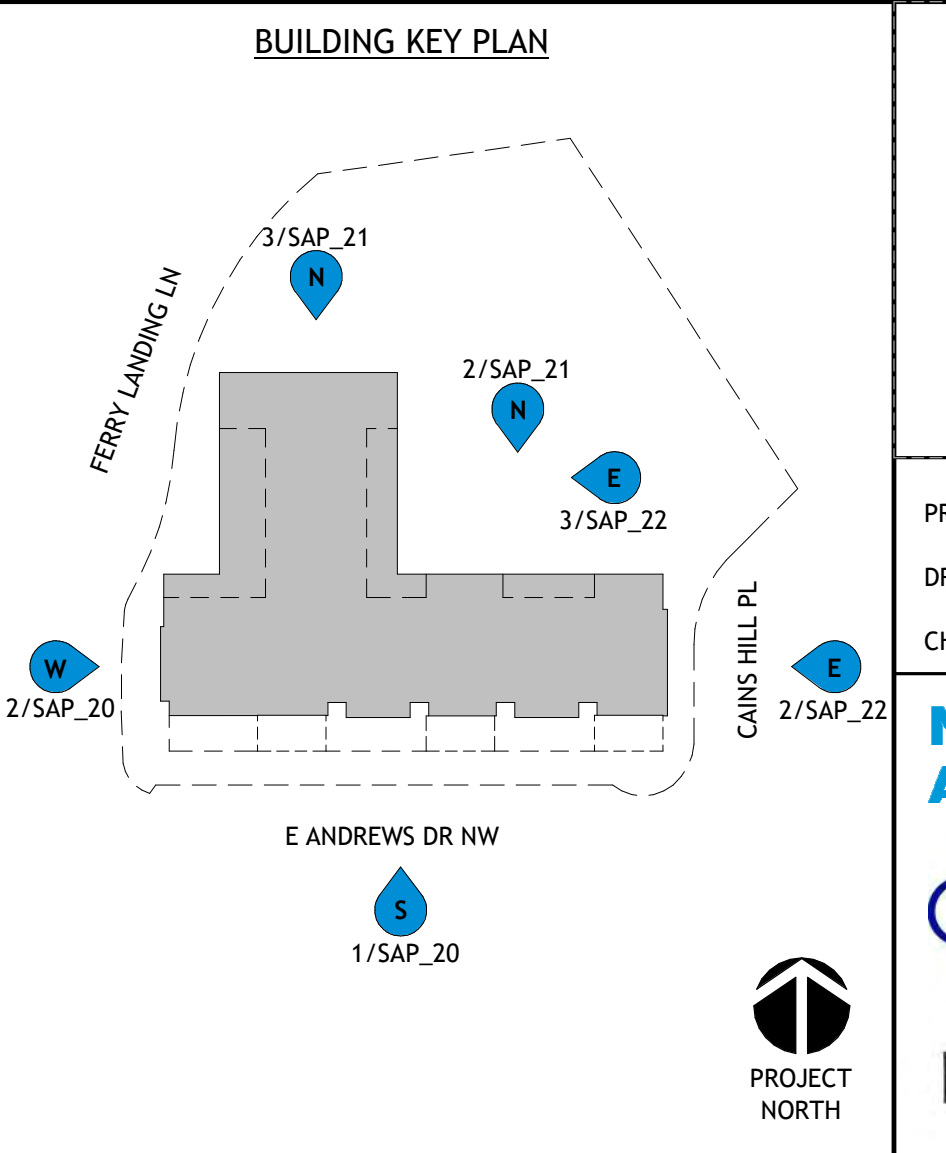 BUILDING KEY PLAN
3/SAP_21
N
FERRY LANDING LN
2/SAP_21
N
E
3/SAP_22
W
2/SAP_20
CAINS HILL PL
E
2/SAP_22
E ANDREWS DR NW
S
1/SAP_20
PROJECT
NORTH